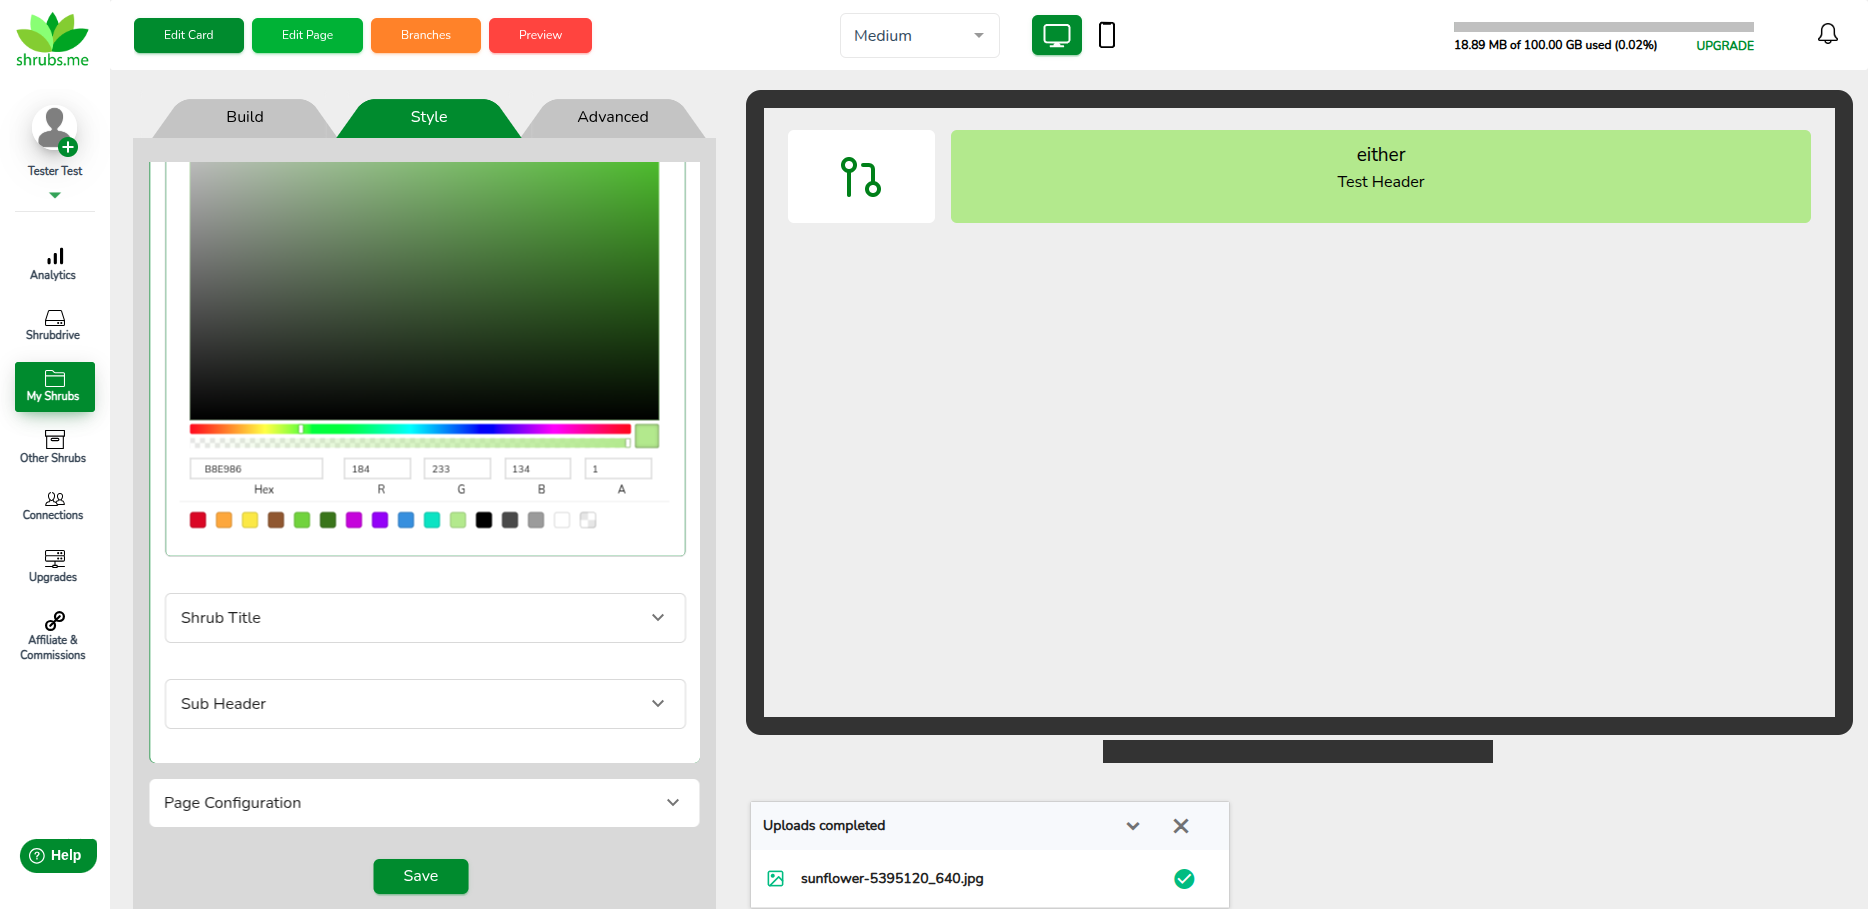 shrubs.me
Edit Card
Edit Page
Branches
Preview
Medium
18.89 MB of 100.00 GB used (0.02%)
UPGRADE
Tester Test
Analytics
Shrubdrive
My Shrubs
Other Shrubs
Connections
Upgrades
Affiliate &
Commissions
Help
Build
Style
Advanced
B8E986
184
233
134
1
Hex
R
G
B
A
Shrub Title
Sub Header
Page Configuration
Save
either
Test Header
Uploads completed
sunflower-5395120_640.jpg